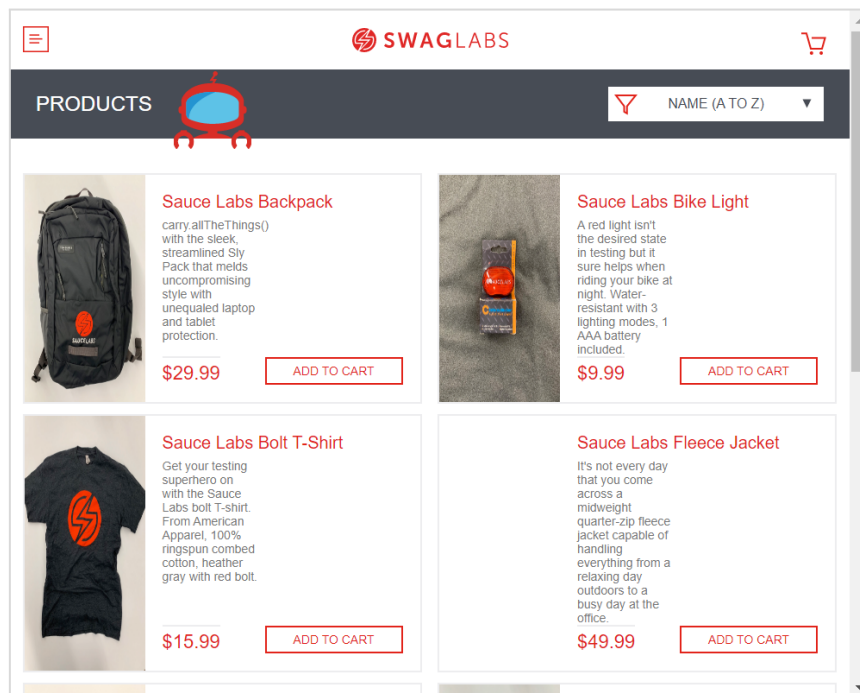 SWAGLABS
PRODUCTS
NAME (A TO Z)
Sauce Labs Backpack
carry.allTheThings()
with the sleek,
streamlined Sly
Pack that melds
uncompromising
style with
unequaled laptop
and tablet
protection.
$29.99
ADD TO CART
Sauce Labs Bike Light
A red light isn't
the desired state
in testing but it
sure helps when
riding your bike at
night. Water-
resistant with 3
lighting modes, 1
AAA battery
included.
$9.99
ADD TO CART
Sauce Labs Bolt T-Shirt
Get your testing
superhero on
with the Sauce
Labs bolt T-shirt.
From American
Apparel, 100%
ringspun combed
cotton, heather
gray with red bolt.
$15.99
ADD TO CART
Sauce Labs Fleece Jacket
It's not every day
that you come
across a
midweight
quarter-zip fleece
jacket capable of
handling
everything from a
relaxing day
outdoors to a
busy day at the
office.
$49.99
ADD TO CART